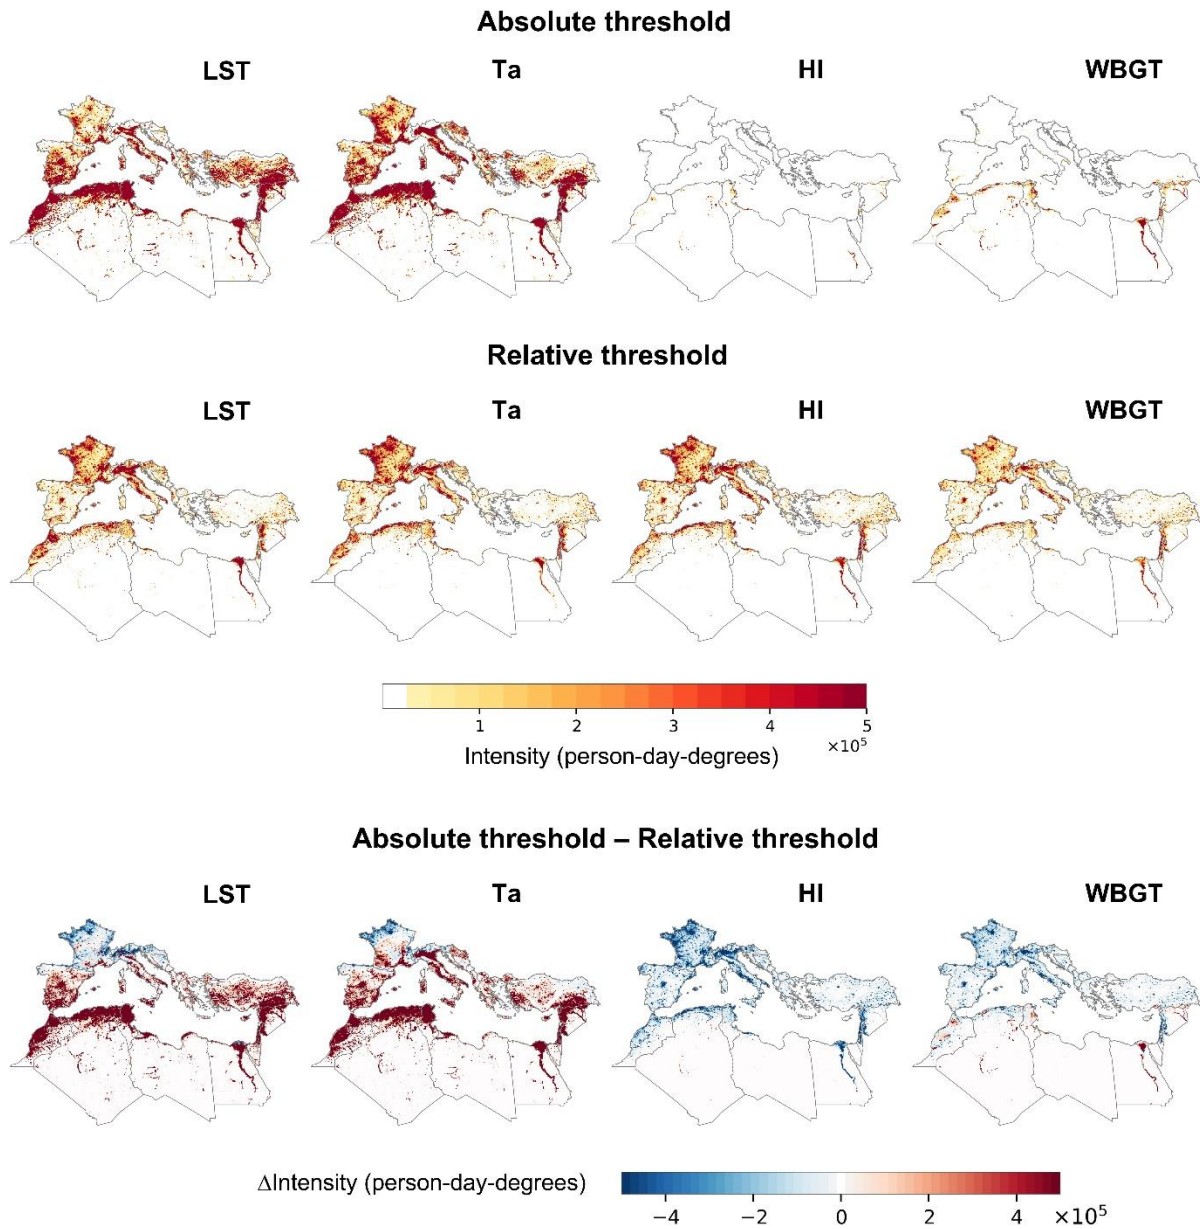 Absolute threshold
LST Ta HI WBGT
Relative threshold
LST Ta HI WBGT
1 2 3 4 5
×10⁵
Intensity (person-day-degrees)
Absolute threshold – Relative threshold
LST Ta HI WBGT
ΔIntensity (person-day-degrees)
−4 −2 0 2 4 ×10⁵